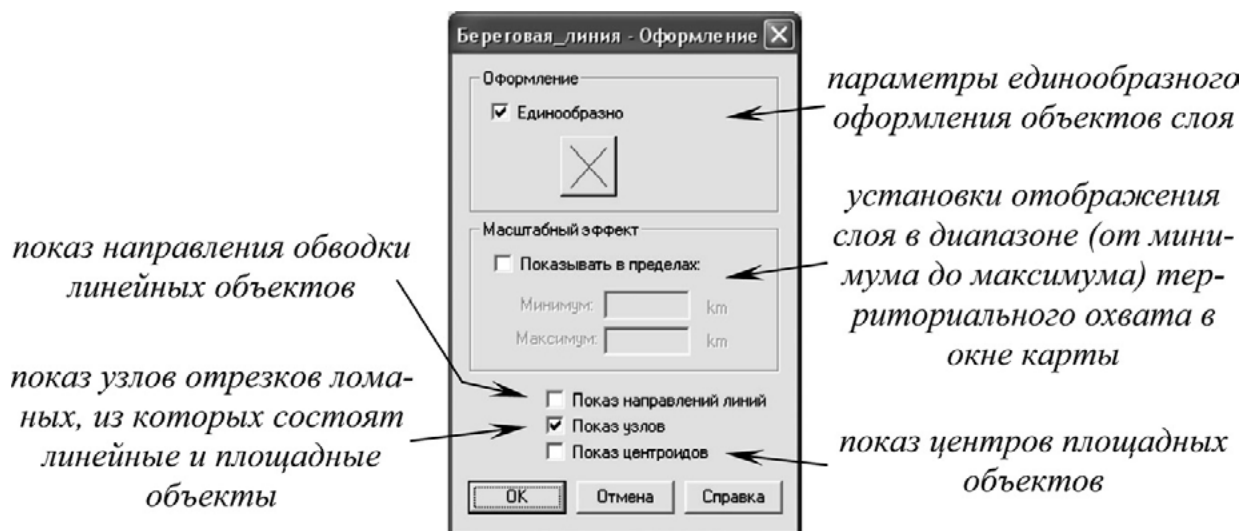 Береговая_линия - Оформление
Оформление
Единообразно
Масштабный эффект
Показывать в пределах:
Минимум: km
Максимум: km
Показ направлений линий
Показ узлов
Показ центроидов
OK Отмена Справка
показ направления обводки
линейных объектов
показ узлов отрезков лома-
ных, из которых состоят
линейные и площадные
объекты
параметры единообразного
оформления объектов слоя
установки отображения
слоя в диапазоне (от мини-
мума до максимума) тер-
риториального охвата в
окне карты
показ центров площадных
объектов